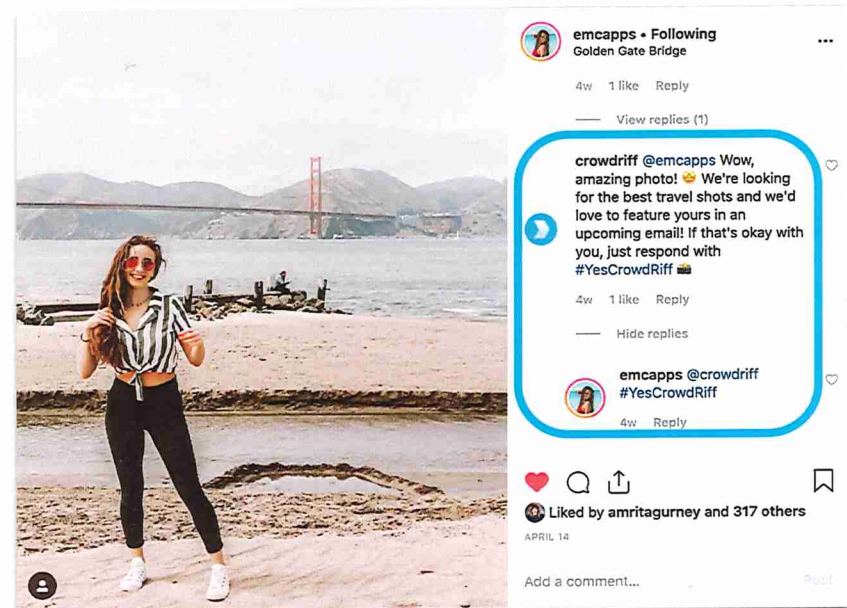 emcapps • Following
Golden Gate Bridge
4w 1 like Reply
View replies (1)
crowdriff @emcapps Wow,
amazing photo! 🤩 We're looking
for the best travel shots and we'd
love to feature yours in an
upcoming email! If that's okay with
you, just respond with
#YesCrowdRiff 📸
4w 1 like Reply
Hide replies
emcapps @crowdriff
#YesCrowdRiff
4w Reply
Liked by amritagurney and 317 others
APRIL 14
Add a comment...
Post